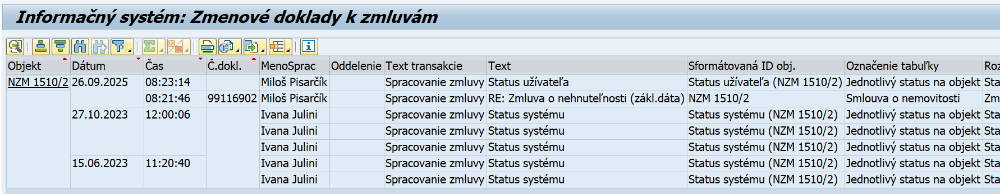 Informačný systém: Zmenové doklady k zmluvám
Objekt Dátum Čas Č.dokl. MenoSprac Oddelenie Text transakcie Text Sformátovaná ID obj. Označenie tabuľky Roz
NZM 1510/2 26.09.2025 08:23:14 Miloš Pisarčík Spracovanie zmluvy Status užívateľa Status užívateľa (NZM 1510/2) Jednotlivý status na objekt Sta
08:21:46 99116902 Miloš Pisarčík Spracovanie zmluvy RE: Zmluva o nehnuteľnosti (zákl.dáta) NZM 1510/2 Smlouva o nemovitosti Zm
27.10.2023 12:00:06 Ivana Julini Spracovanie zmluvy Status systému Status systému (NZM 1510/2) Jednotlivý status na objekt Sta
Ivana Julini Spracovanie zmluvy Status systému Status systému (NZM 1510/2) Jednotlivý status na objekt Sta
Ivana Julini Spracovanie zmluvy Status systému Status systému (NZM 1510/2) Jednotlivý status na objekt Sta
15.06.2023 11:20:40 Ivana Julini Spracovanie zmluvy Status systému Status systému (NZM 1510/2) Jednotlivý status na objekt Sta
Ivana Julini Spracovanie zmluvy Status systému Status systému (NZM 1510/2) Jednotlivý status na objekt Sta